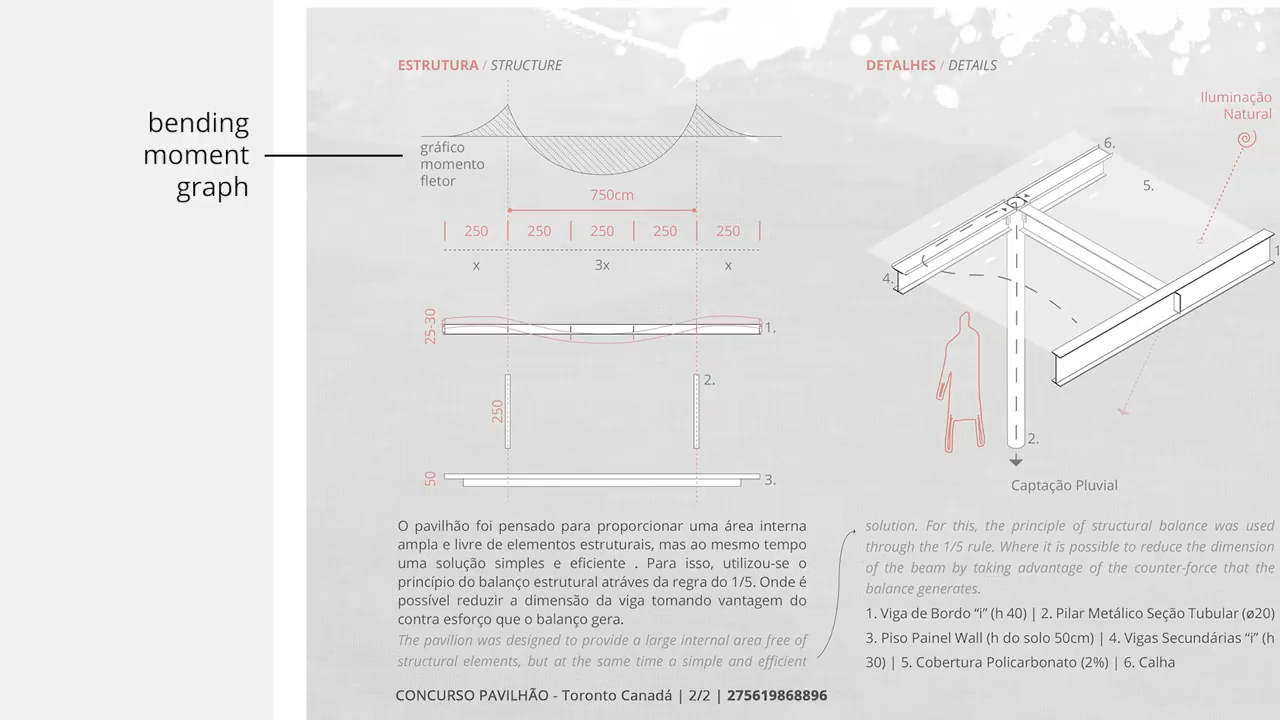 bending
moment
graph
ESTRUTURA / STRUCTURE
gráfico
momento
fletor
750cm
250 250 250 250 250
x 3x x
25-30
1.
2.
250
50
3.
O pavilhão foi pensado para proporcionar uma área interna
ampla e livre de elementos estruturais, mas ao mesmo tempo
uma solução simples e eficiente . Para isso, utilizou-se o
princípio do balanço estrutural atráves da regra do 1/5. Onde é
possível reduzir a dimensão da viga tomando vantagem do
contra esforço que o balanço gera.
The pavilion was designed to provide a large internal area free of
structural elements, but at the same time a simple and efficient
DETALHES / DETAILS
Iluminação
Natural
6.
5.
1
4.
2.
Captação Pluvial
solution. For this, the principle of structural balance was used
through the 1/5 rule. Where it is possible to reduce the dimension
of the beam by taking advantage of the counter-force that the
balance generates.
1. Viga de Bordo “i” (h 40) | 2. Pilar Metálico Seção Tubular (ø20)
3. Piso Painel Wall (h do solo 50cm) | 4. Vigas Secundárias “i” (h
30) | 5. Cobertura Policarbonato (2%) | 6. Calha
CONCURSO PAVILHÃO - Toronto Canadá | 2/2 | 275619868896